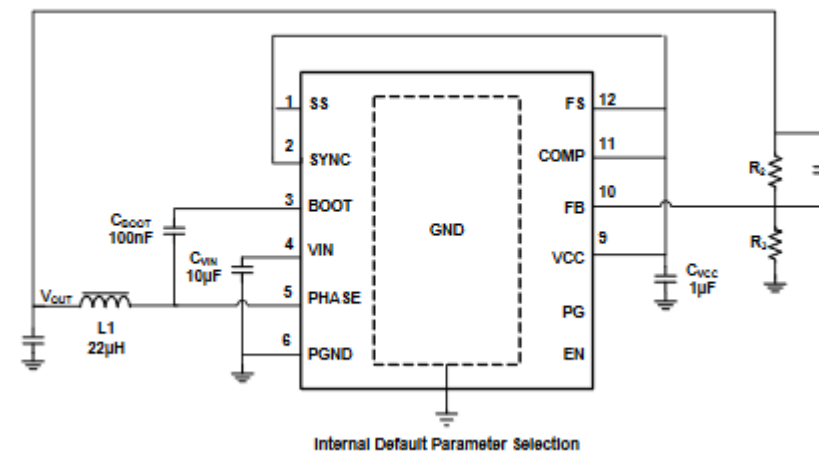 1 SS
2 SYNC
3 BOOT
4 VIN
5 PHASE
6 PGND
GND
FS 12
COMP 11
FB 10
VCC 9
PG
EN
CBOOT
100nF
CVIN
10µF
VOUT
L1
22µH
R2
R3
CVCC
1µF
Internal Default Parameter Selection